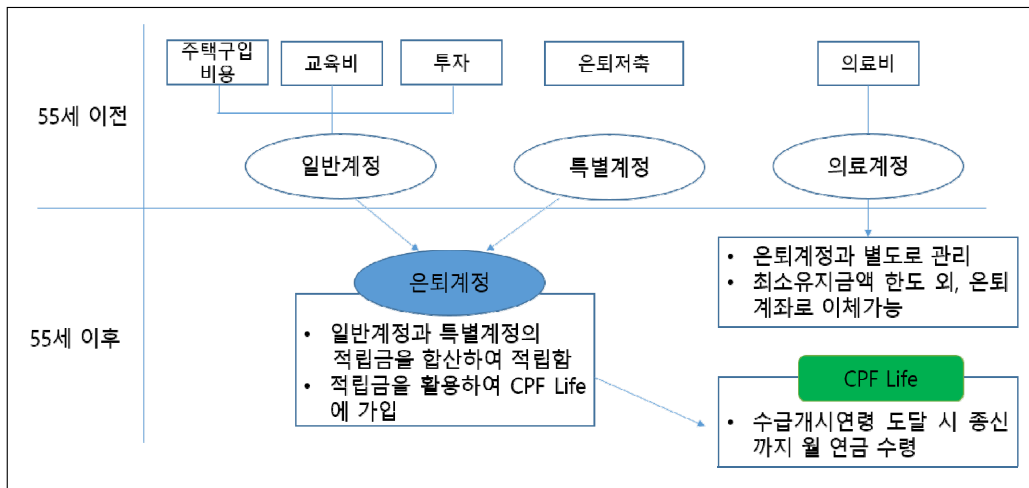 주택구입
비용
교육비
투자
은퇴저축
의료비
55세 이전
일반계정
특별계정
의료계정
은퇴계정
• 일반계정과 특별계정의
적립금을 합산하여 적립함
• 적립금을 활용하여 CPF Life
에 가입
• 은퇴계정과 별도로 관리
• 최소유지금액 한도 외, 은퇴
계좌로 이체가능
55세 이후
CPF Life
• 수급개시연령 도달 시 종신
까지 월 연금 수령